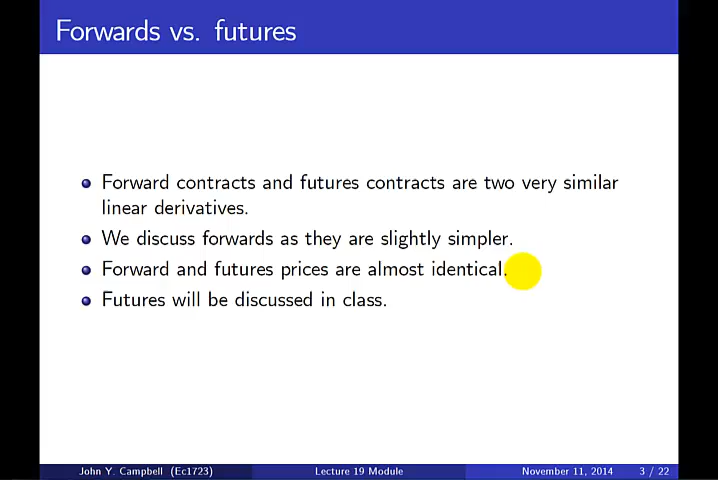 Forwards vs. futures
Forward contracts and futures contracts are two very similar
linear derivatives.
We discuss forwards as they are slightly simpler.
Forward and futures prices are almost identical.
Futures will be discussed in class.
John Y. Campbell (Ec1723) Lecture 19 Module November 11, 2014 3 / 22